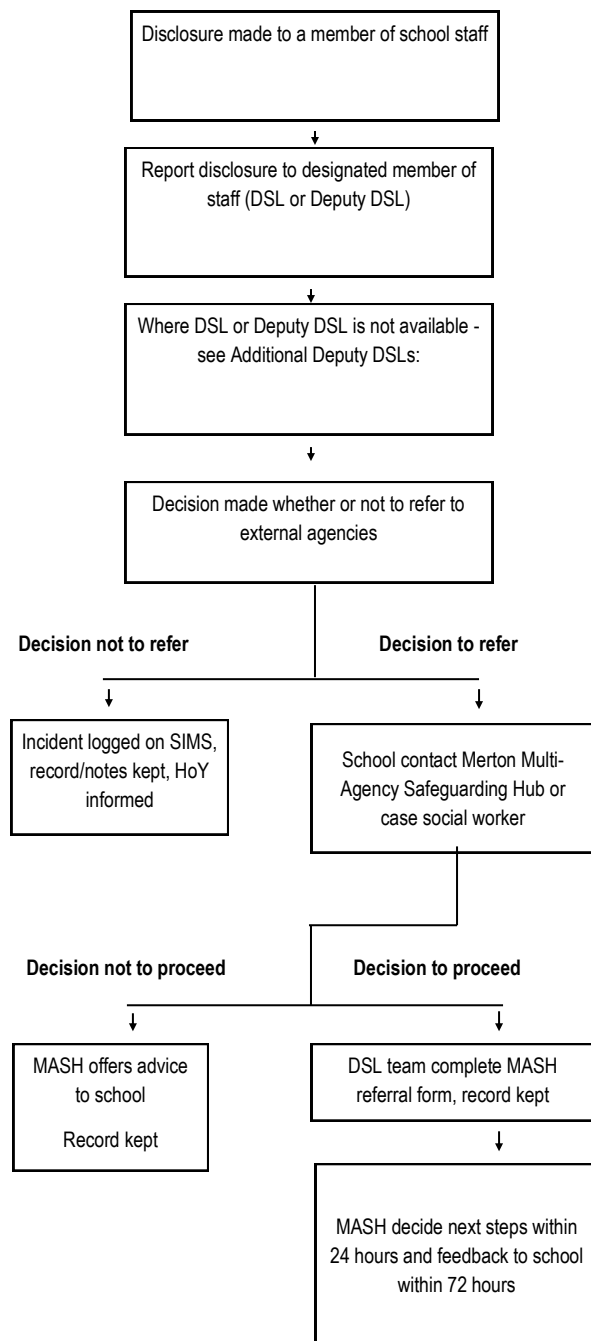 Disclosure made to a member of school staff
Report disclosure to designated member of
staff (DSL or Deputy DSL)
Where DSL or Deputy DSL is not available -
see Additional Deputy DSLs:
Decision made whether or not to refer to
external agencies
Decision not to refer
Decision to refer
Incident logged on SIMS,
record/notes kept, HoY
informed
School contact Merton Multi-
Agency Safeguarding Hub or
case social worker
Decision not to proceed
Decision to proceed
MASH offers advice
to school
Record kept
DSL team complete MASH
referral form, record kept
MASH decide next steps within
24 hours and feedback to school
within 72 hours